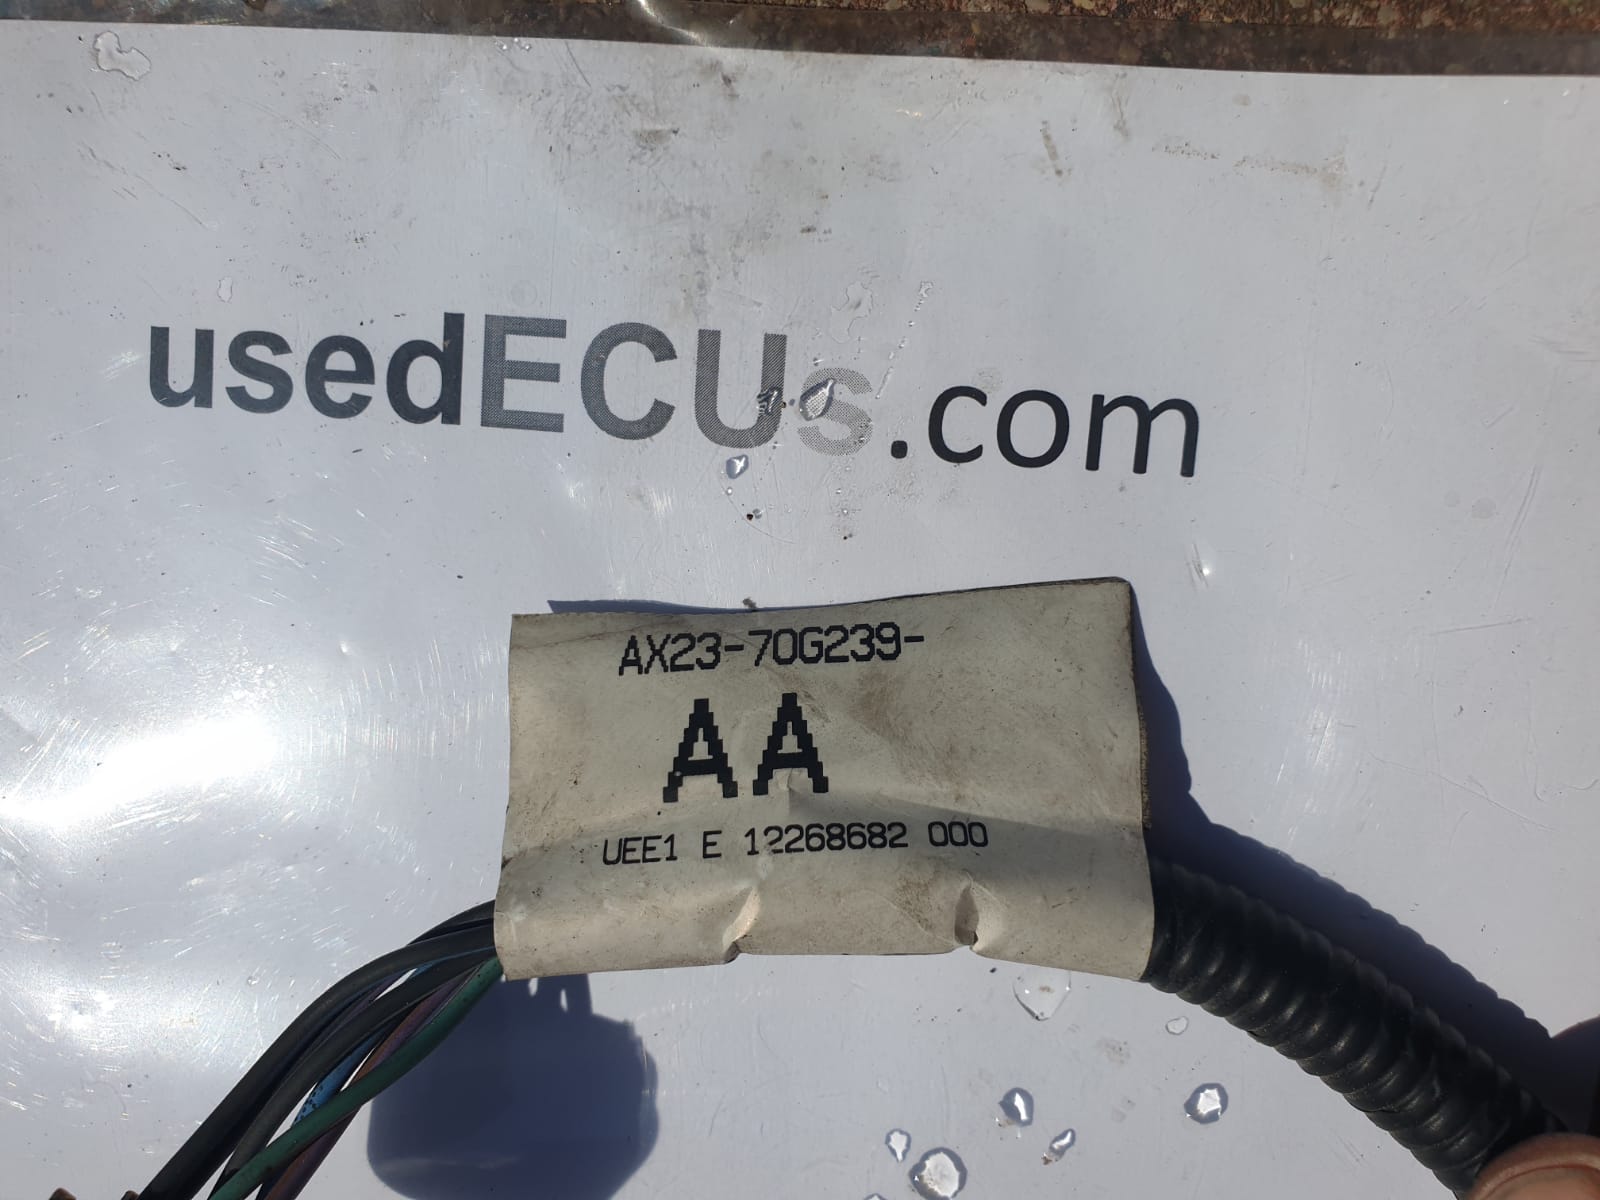 usedECUs.com
AX23-70G239-
AA
UEE1 E 12268682 000